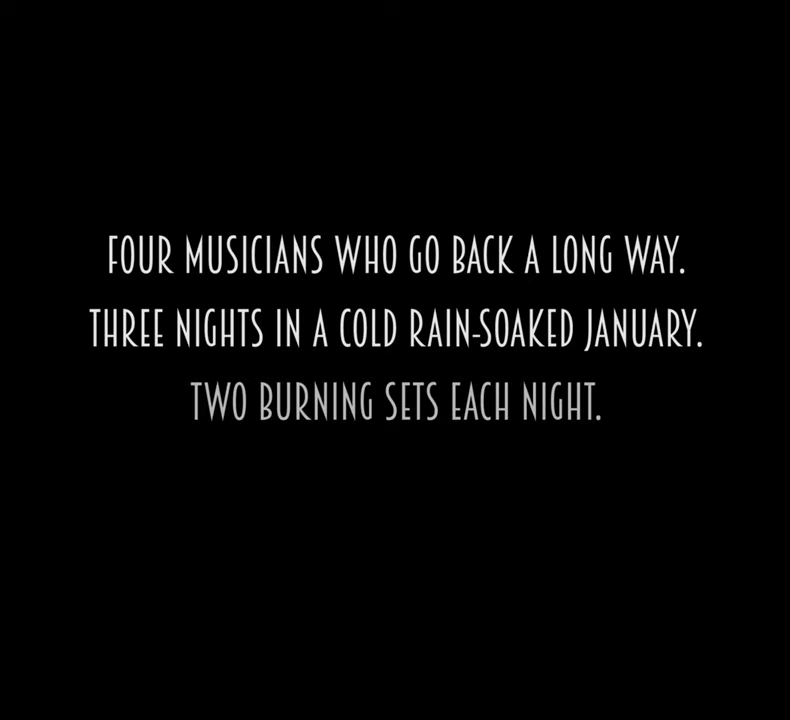 FOUR MUSICIANS WHO GO BACK A LONG WAY.
THREE NIGHTS IN A COLD RAIN-SOAKED JANUARY.
TWO BURNING SETS EACH NIGHT.